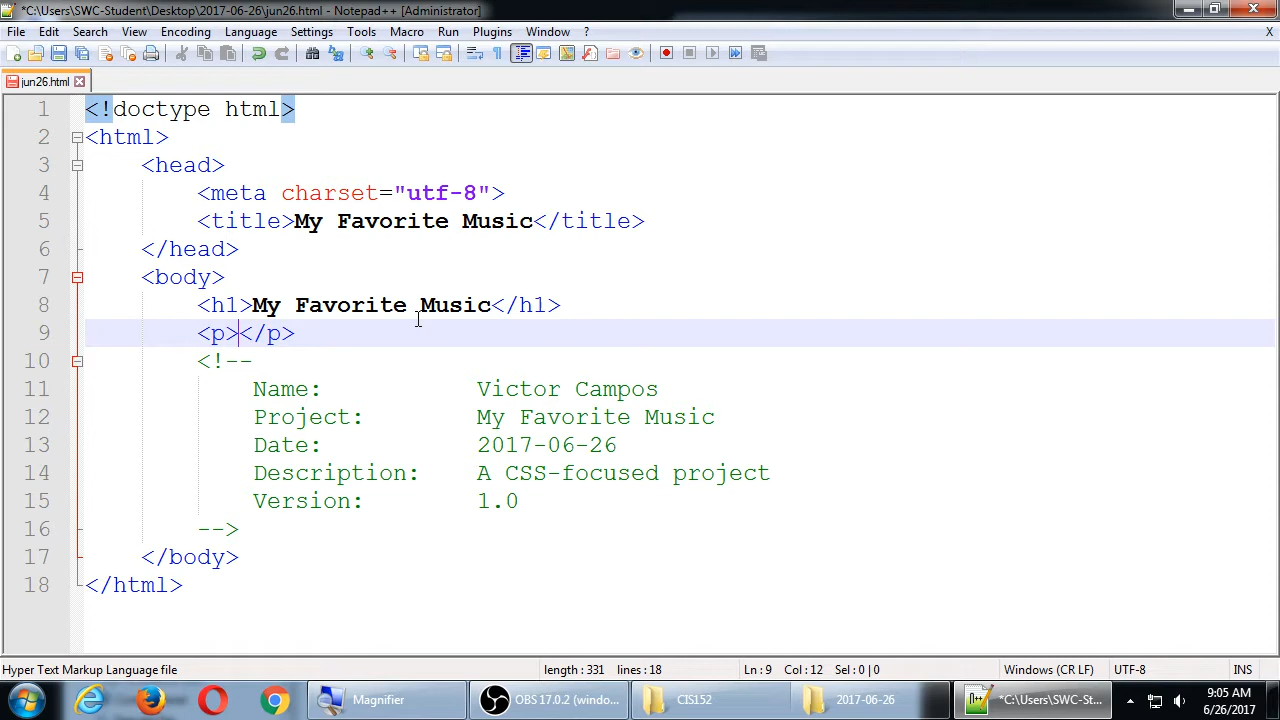 *C:\Users\SWC-Student\Desktop\2017-06-26\jun26.html - Notepad++ [Administrator]
File Edit Search View Encoding Language Settings Tools Macro Run Plugins Window ? X
jun26.html
1 <!doctype html>
2 <html>
3 <head>
4 <meta charset="utf-8">
5 <title>My Favorite Music</title>
6 </head>
7 <body>
8 <h1>My Favorite Music</h1>
9 <p></p>
10 <!--
11 Name: Victor Campos
12 Project: My Favorite Music
13 Date: 2017-06-26
14 Description: A CSS-focused project
15 Version: 1.0
16 -->
17 </body>
18 </html>
Hyper Text Markup Language file length : 331 lines : 18 Ln : 9 Col : 12 Sel : 0 | 0 Windows (CR LF) UTF-8 INS
Magnifier OBS 17.0.2 (windo... CIS152 2017-06-26 *C:\Users\SWC-St... 9:05 AM
6/26/2017